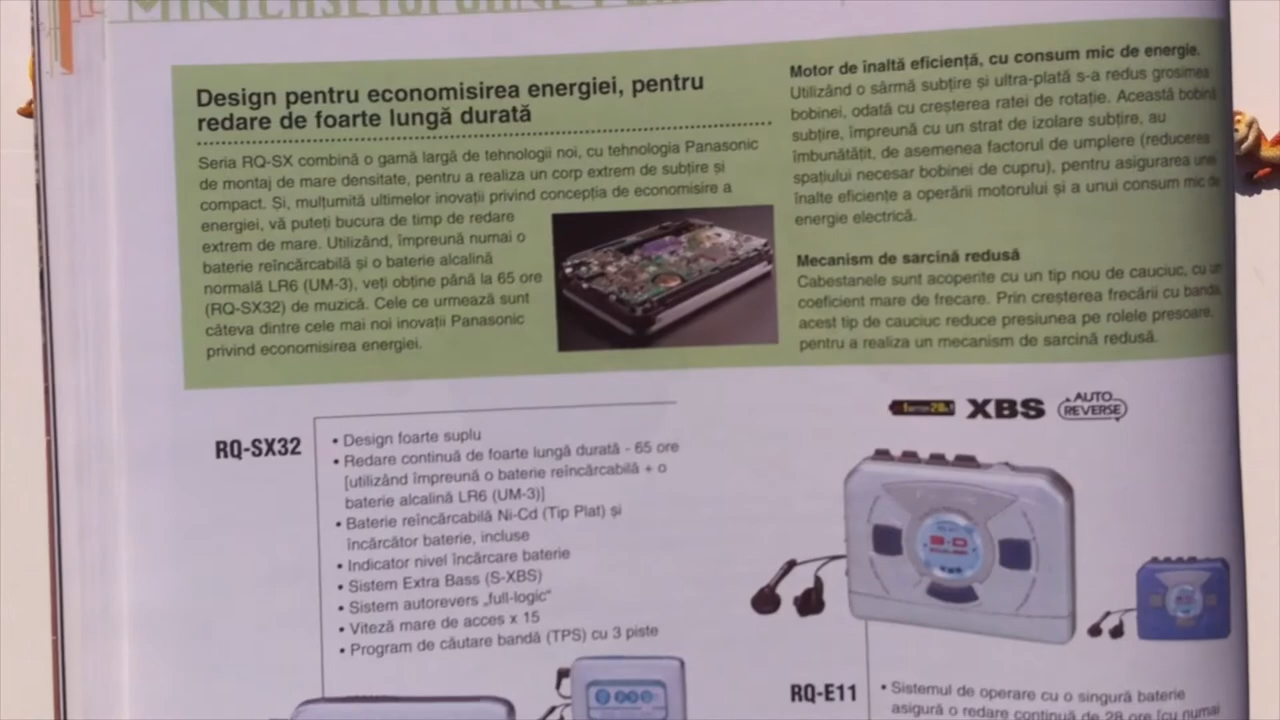 Design pentru economisirea energiei, pentru
redare de foarte lungă durată
Seria RQ-SX combină o gamă largă de tehnologii noi, cu tehnologia Panasonic
de montaj de mare densitate, pentru a realiza un corp extrem de subțire și
compact. Și, mulțumită ultimelor inovații privind concepția de economisire a
energiei, vă puteți bucura de timp de redare
extrem de mare. Utilizând, împreună numai o
baterie reîncărcabilă și o baterie alcalină
normală LR6 (UM-3), veți obține până la 65 ore
(RQ-SX32) de muzică. Cele ce urmează sunt
câteva dintre cele mai noi inovații Panasonic
privind economisirea energiei.
Motor de înaltă eficiență, cu consum mic de energie.
Utilizând o sârmă subțire și ultra-plată s-a redus grosimea
bobinei, odată cu creșterea ratei de rotație. Această bobină
subțire, împreună cu un strat de izolare subțire, au
îmbunătățit, de asemenea factorul de umplere (reducerea
spațiului necesar bobinei de cupru), pentru asigurarea unei
înalte eficiențe a operării motorului și a unui consum mic de
energie electrică.
Mecanism de sarcină redusă
Cabestanele sunt acoperite cu un tip nou de cauciuc, cu un
coeficient mare de frecare. Prin creșterea frecării cu banda,
acest tip de cauciuc reduce presiunea pe rolele presoare,
pentru a realiza un mecanism de sarcină redusă.
RQ-SX32
• Design foarte suplu
• Redare continuă de foarte lungă durată - 65 ore
[utilizând împreună o baterie reîncărcabilă + o
baterie alcalină LR6 (UM-3)]
• Baterie reîncărcabilă Ni-Cd (Tip Plat) și
încărcător baterie, incluse
• Indicator nivel încărcare baterie
• Sistem Extra Bass (S-XBS)
• Sistem autorevers „full-logic"
• Viteză mare de acces x 15
• Program de căutare bandă (TPS) cu 3 piste
XBS
AUTO
REVERSE
RQ-E11
• Sistemul de operare cu o singură baterie
asigură o redare continuă de 28 ore [cu numai